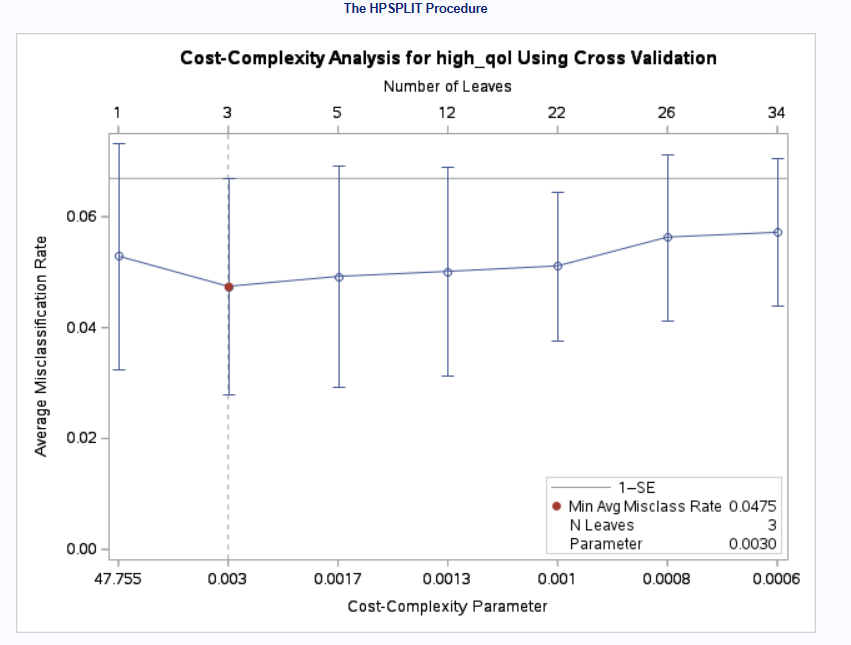 The HPSPLIT Procedure
Cost-Complexity Analysis for high_qol Using Cross Validation
Number of Leaves
1 3 5 12 22 26 34
Average Misclassification Rate
0.06
0.04
0.02
0.00
1-SE
Min Avg Misclass Rate 0.0475
N Leaves 3
Parameter 0.0030
47.755 0.003 0.0017 0.0013 0.001 0.0008 0.0006
Cost-Complexity Parameter